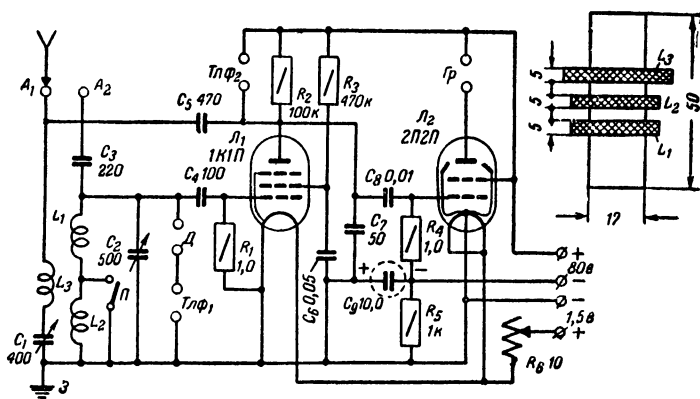 A₁
A₂
Тлф₂
R₂
100к
R₃
470к
Гр
C₅ 470
Л₁
1К1П
Л₂
2П2П
C₃
220
C₄ 100
C₈ 0,01
L₁
C₂
500
Д
R₁
1,0
C₇
50
R₄
1,0
L₃
П
Тлф₁
C₆ 0,05
+
−
C₉ 10,0
L₂
C₁
400
R₅
1к
З
+
80в
−
−
1,5в
+
R₆ 10
5
5
5
L₃
L₂
L₁
50
17